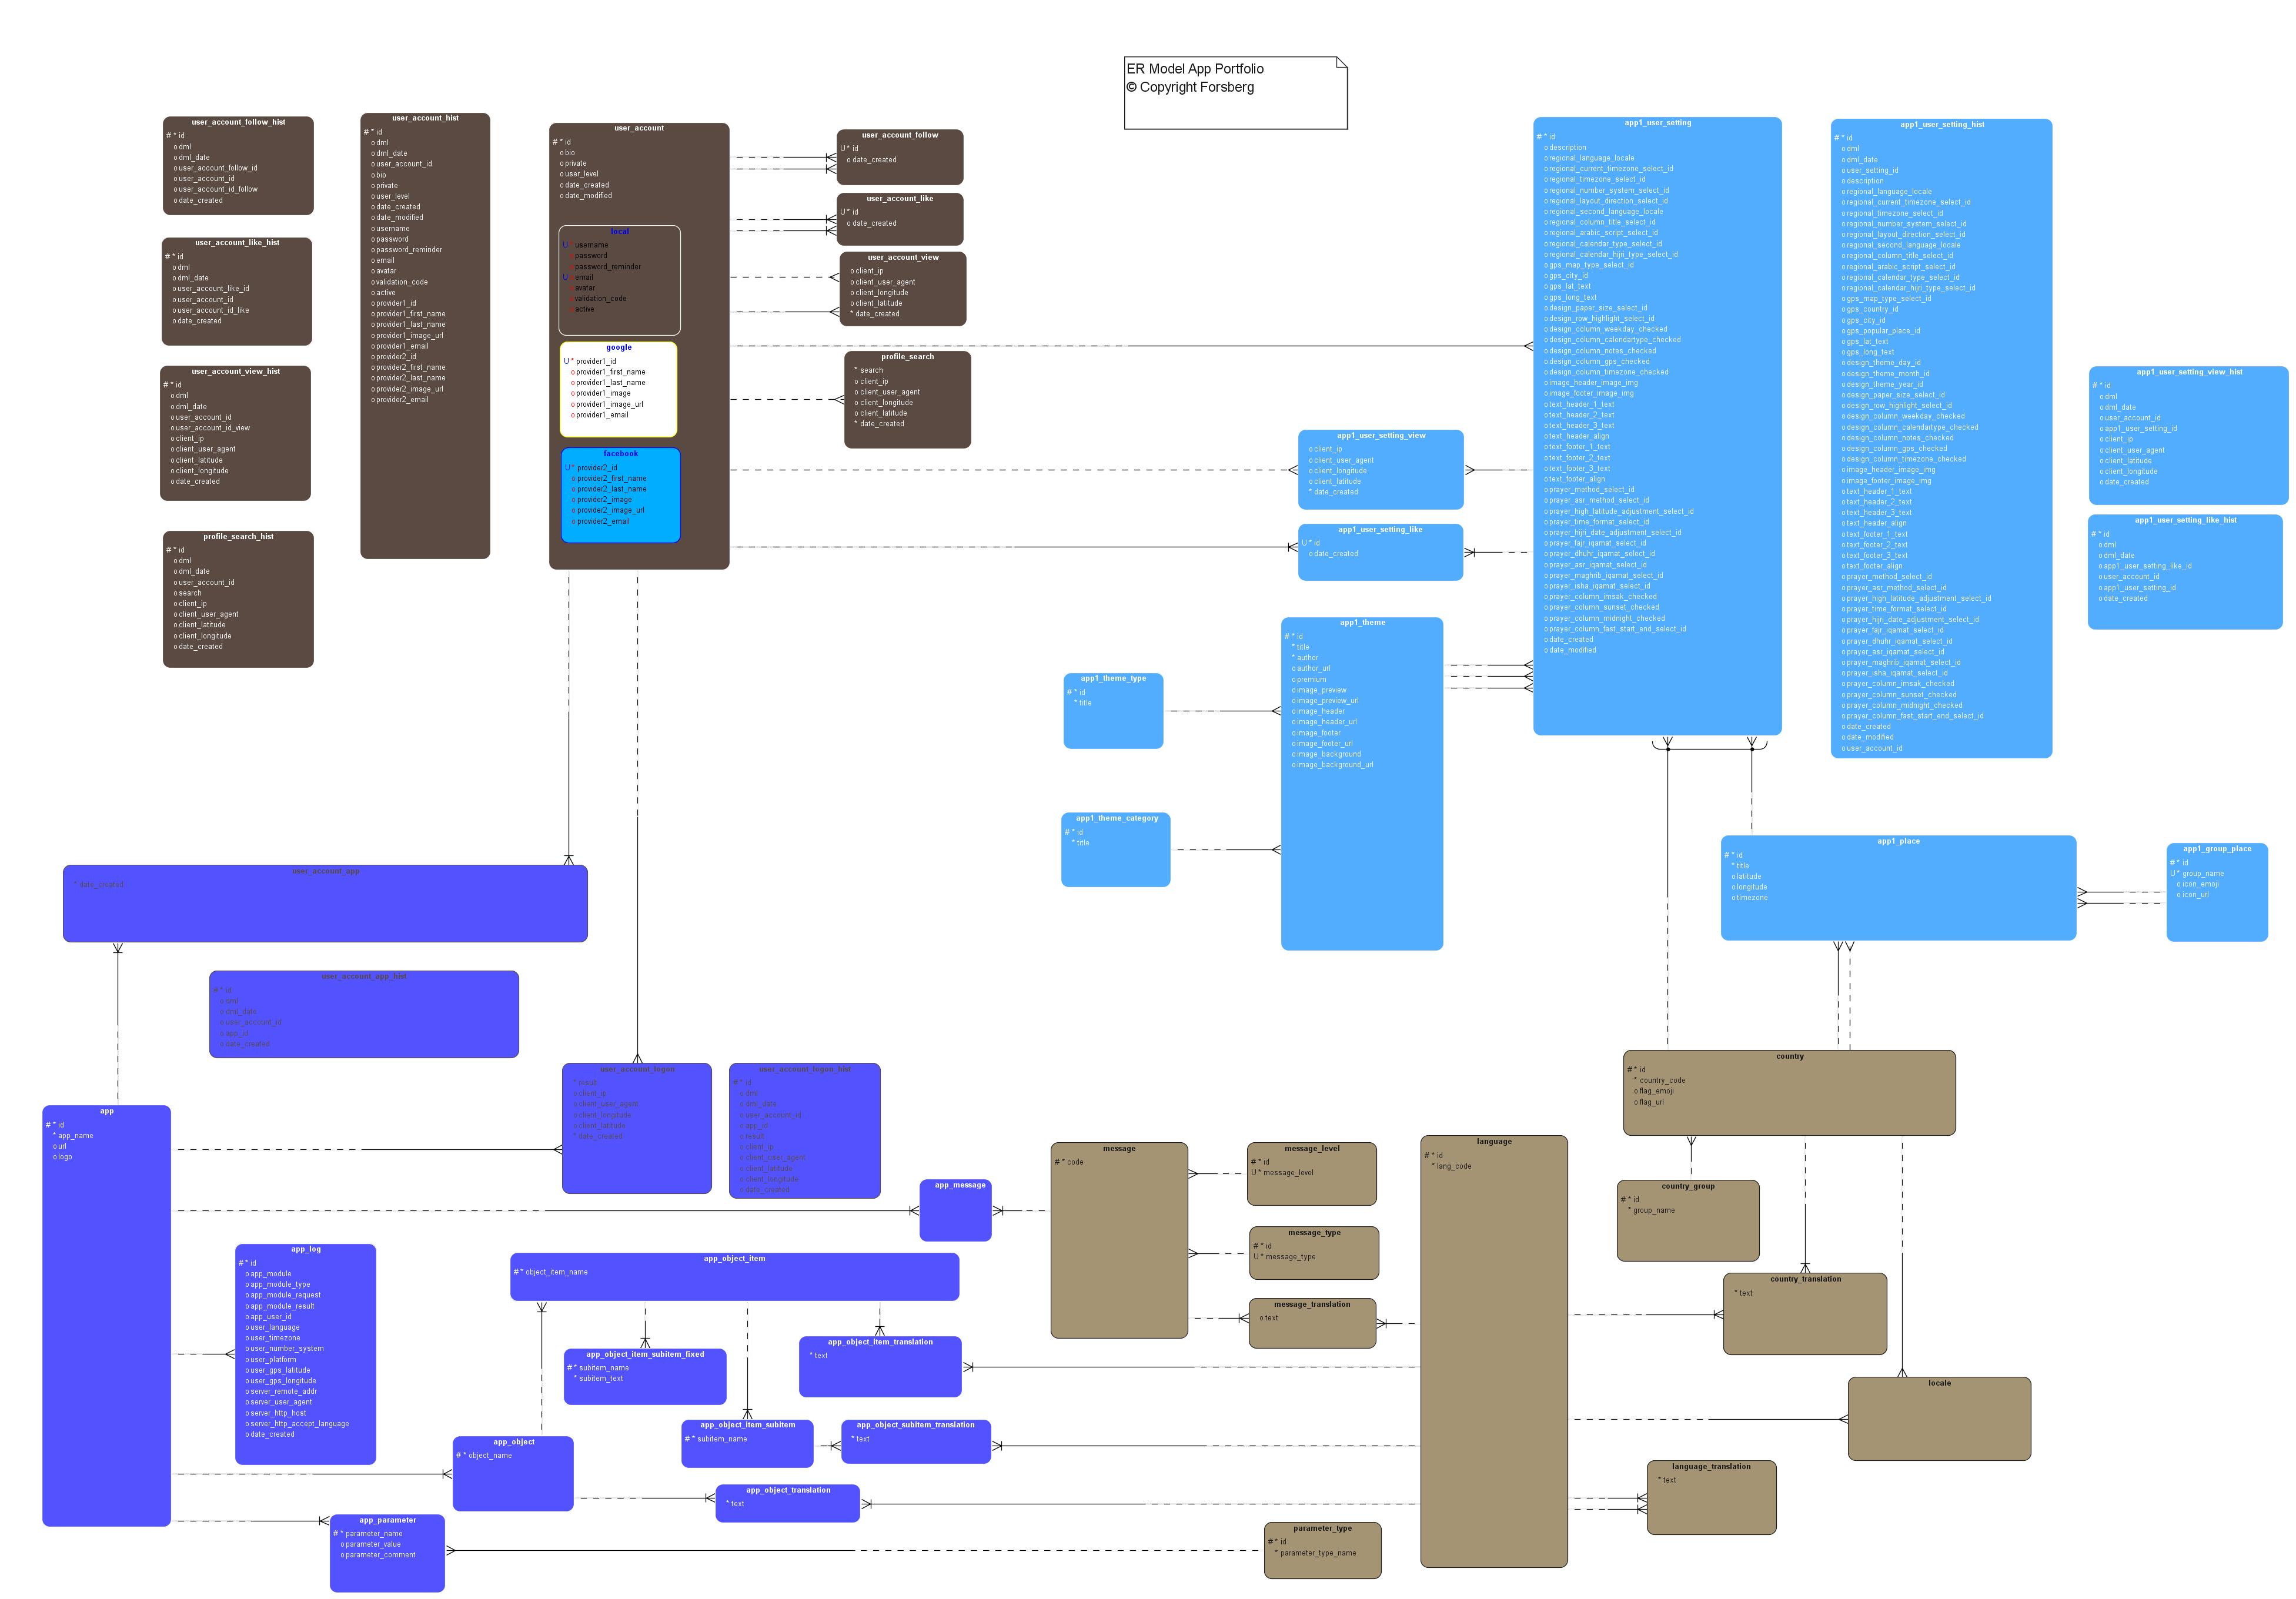 ER Model App Portfolio
© Copyright Forsberg
user_account_follow_hist
# * id
o dml
o dml_date
o user_account_follow_id
o user_account_id
o user_account_id_follow
o date_created
user_account_like_hist
# * id
o dml
o dml_date
o user_account_like_id
o user_account_id
o user_account_id_like
o date_created
user_account_view_hist
# * id
o dml
o dml_date
o user_account_id
o user_account_id_view
o client_ip
o client_user_agent
o client_latitude
o client_longitude
o date_created
profile_search_hist
# * id
o dml
o dml_date
o user_account_id
o search
o client_ip
o client_user_agent
o client_latitude
o client_longitude
o date_created
user_account_hist
# * id
o dml
o dml_date
o user_account_id
o bio
o private
o user_level
o date_created
o date_modified
o username
o password
o password_reminder
o email
o avatar
o validation_code
o active
o provider1_id
o provider1_first_name
o provider1_last_name
o provider1_image_url
o provider1_email
o provider2_id
o provider2_first_name
o provider2_last_name
o provider2_image_url
o provider2_email
user_account
# * id
o bio
o private
o user_level
o date_created
o date_modified
local
U * username
o password
o password_reminder
U * email
o avatar
o validation_code
o active
google
U * provider1_id
o provider1_first_name
o provider1_last_name
o provider1_image
o provider1_image_url
o provider1_email
facebook
U * provider2_id
o provider2_first_name
o provider2_last_name
o provider2_image
o provider2_image_url
o provider2_email
user_account_follow
U * id
o date_created
user_account_like
U * id
o date_created
user_account_view
o client_ip
o client_user_agent
o client_longitude
o client_latitude
* date_created
profile_search
* search
o client_ip
o client_user_agent
o client_longitude
o client_latitude
* date_created
app1_user_setting_view
o client_ip
o client_user_agent
o client_longitude
o client_latitude
* date_created
app1_user_setting_like
U * id
o date_created
app1_user_setting
# * id
o description
o regional_language_locale
o regional_current_timezone_select_id
o regional_timezone_select_id
o regional_number_system_select_id
o regional_layout_direction_select_id
o regional_second_language_locale
o regional_column_title_select_id
o regional_arabic_script_select_id
o regional_calendar_type_select_id
o regional_calendar_hijri_type_select_id
o gps_map_type_select_id
o gps_city_id
o gps_lat_text
o gps_long_text
o design_paper_size_select_id
o design_row_highlight_select_id
o design_column_weekday_checked
o design_column_calendartype_checked
o design_column_notes_checked
o design_column_gps_checked
o design_column_timezone_checked
o image_header_image_img
o image_footer_image_img
o text_header_1_text
o text_header_2_text
o text_header_3_text
o text_header_align
o text_footer_1_text
o text_footer_2_text
o text_footer_3_text
o text_footer_align
o prayer_method_select_id
o prayer_asr_method_select_id
o prayer_high_latitude_adjustment_select_id
o prayer_time_format_select_id
o prayer_hijri_date_adjustment_select_id
o prayer_fajr_iqamat_select_id
o prayer_dhuhr_iqamat_select_id
o prayer_asr_iqamat_select_id
o prayer_maghrib_iqamat_select_id
o prayer_isha_iqamat_select_id
o prayer_column_imsak_checked
o prayer_column_sunset_checked
o prayer_column_midnight_checked
o prayer_column_fast_start_end_select_id
o date_created
o date_modified
app1_user_setting_hist
# * id
o dml
o dml_date
o user_setting_id
o description
o regional_language_locale
o regional_current_timezone_select_id
o regional_timezone_select_id
o regional_number_system_select_id
o regional_layout_direction_select_id
o regional_second_language_locale
o regional_column_title_select_id
o regional_arabic_script_select_id
o regional_calendar_type_select_id
o regional_calendar_hijri_type_select_id
o gps_map_type_select_id
o gps_country_id
o gps_city_id
o gps_popular_place_id
o gps_lat_text
o gps_long_text
o design_theme_day_id
o design_theme_month_id
o design_theme_year_id
o design_paper_size_select_id
o design_row_highlight_select_id
o design_column_weekday_checked
o design_column_calendartype_checked
o design_column_notes_checked
o design_column_gps_checked
o design_column_timezone_checked
o image_header_image_img
o image_footer_image_img
o text_header_1_text
o text_header_2_text
o text_header_3_text
o text_header_align
o text_footer_1_text
o text_footer_2_text
o text_footer_3_text
o text_footer_align
o prayer_method_select_id
o prayer_asr_method_select_id
o prayer_high_latitude_adjustment_select_id
o prayer_time_format_select_id
o prayer_hijri_date_adjustment_select_id
o prayer_fajr_iqamat_select_id
o prayer_dhuhr_iqamat_select_id
o prayer_asr_iqamat_select_id
o prayer_maghrib_iqamat_select_id
o prayer_isha_iqamat_select_id
o prayer_column_imsak_checked
o prayer_column_sunset_checked
o prayer_column_midnight_checked
o prayer_column_fast_start_end_select_id
o date_created
o date_modified
o user_account_id
app1_user_setting_view_hist
# * id
o dml
o dml_date
o user_account_id
o app1_user_setting_id
o client_ip
o client_user_agent
o client_latitude
o client_longitude
o date_created
app1_user_setting_like_hist
# * id
o dml
o dml_date
o app1_user_setting_like_id
o user_account_id
o app1_user_setting_id
o date_created
app1_theme_type
# * id
* title
app1_theme_category
# * id
* title
app1_theme
# * id
* title
* author
o author_url
o premium
o image_preview
o image_preview_url
o image_header
o image_header_url
o image_footer
o image_footer_url
o image_background
o image_background_url
app1_place
# * id
* title
o latitude
o longitude
o timezone
app1_group_place
# * id
U * group_name
o icon_emoji
o icon_url
user_account_app
* date_created
user_account_app_hist
# * id
o dml
o dml_date
o user_account_id
o app_id
o date_created
app
# * id
* app_name
o url
o logo
user_account_logon
* result
o client_ip
o client_user_agent
o client_longitude
o client_latitude
* date_created
user_account_logon_hist
# * id
o dml
o dml_date
o user_account_id
o app_id
o result
o client_ip
o client_user_agent
o client_latitude
o client_longitude
o date_created
app_message
app_log
# * id
o app_module
o app_module_type
o app_module_request
o app_module_result
o app_user_id
o user_language
o user_timezone
o user_number_system
o user_platform
o user_gps_latitude
o user_gps_longitude
o server_remote_addr
o server_user_agent
o server_http_host
o server_http_accept_language
o date_created
app_object_item
# * object_item_name
app_object_item_subitem_fixed
# * subitem_name
* subitem_text
app_object_item_translation
* text
app_object_item_subitem
# * subitem_name
app_object_subitem_translation
* text
app_object
# * object_name
app_object_translation
* text
app_parameter
# * parameter_name
o parameter_value
o parameter_comment
message
# * code
message_level
# * id
U * message_level
message_type
# * id
U * message_type
message_translation
o text
parameter_type
# * id
* parameter_type_name
language
# * id
* lang_code
country
# * id
* country_code
o flag_emoji
o flag_url
country_group
# * id
* group_name
country_translation
* text
locale
language_translation
* text